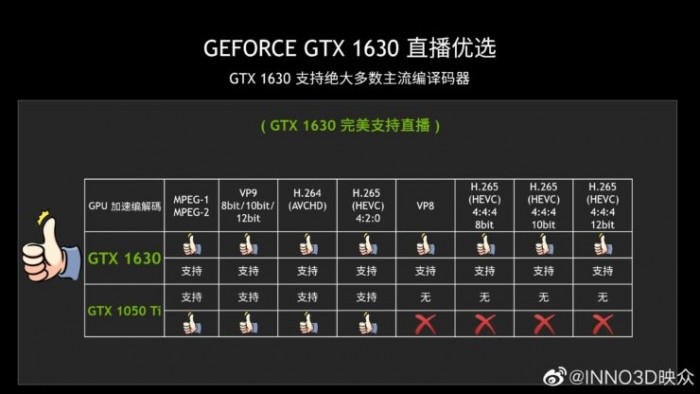 GEFORCE GTX 1630 直播优选
GTX 1630 支持绝大多数主流编译码器
( GTX 1630 完美支持直播 )
GPU 加速编解碼
MPEG-1
MPEG-2
VP9
8bit/10bit/
12bit
H.264
(AVCHD)
H.265
(HEVC)
4:2:0
VP8
H.265
(HEVC)
4:4:4
8bit
H.265
(HEVC)
4:4:4
10bit
H.265
(HEVC)
4:4:4
12bit
GTX 1630
支持 支持 支持 支持 支持 支持 支持 支持
GTX 1050 Ti
支持 支持 支持 支持 无 无 无 无
@INNO3D映众